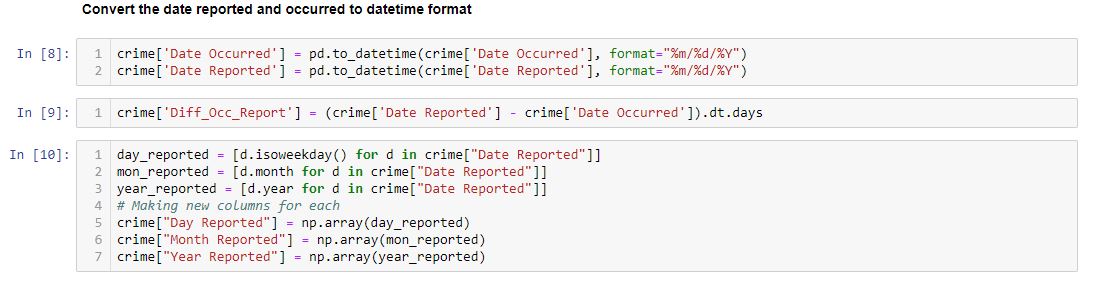 Convert the date reported and occurred to datetime format
In [8]:
1 crime['Date Occurred'] = pd.to_datetime(crime['Date Occurred'], format="%m/%d/%Y")
2 crime['Date Reported'] = pd.to_datetime(crime['Date Reported'], format="%m/%d/%Y")
In [9]:
1 crime['Diff_Occ_Report'] = (crime['Date Reported'] - crime['Date Occurred']).dt.days
In [10]:
1 day_reported = [d.isoweekday() for d in crime["Date Reported"]]
2 mon_reported = [d.month for d in crime["Date Reported"]]
3 year_reported = [d.year for d in crime["Date Reported"]]
4 # Making new columns for each
5 crime["Day Reported"] = np.array(day_reported)
6 crime["Month Reported"] = np.array(mon_reported)
7 crime["Year Reported"] = np.array(year_reported)